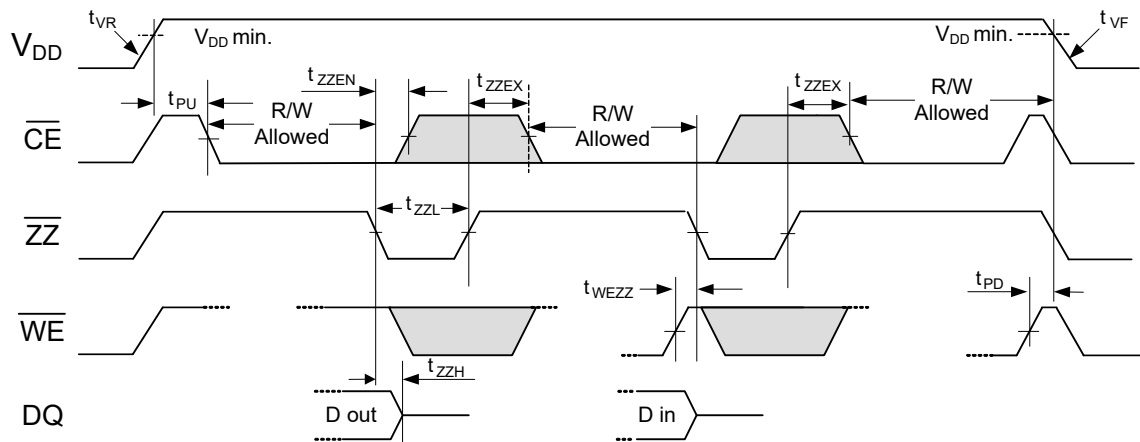 tVR
VDD
VDD min.
VDD min.
tVF
tPU
R/W
Allowed
tZZEN
tZZEX
R/W
Allowed
tZZEX
R/W
Allowed
CE
tZZL
ZZ
tWEZZ
tPD
WE
tZZH
DQ
D out
D in